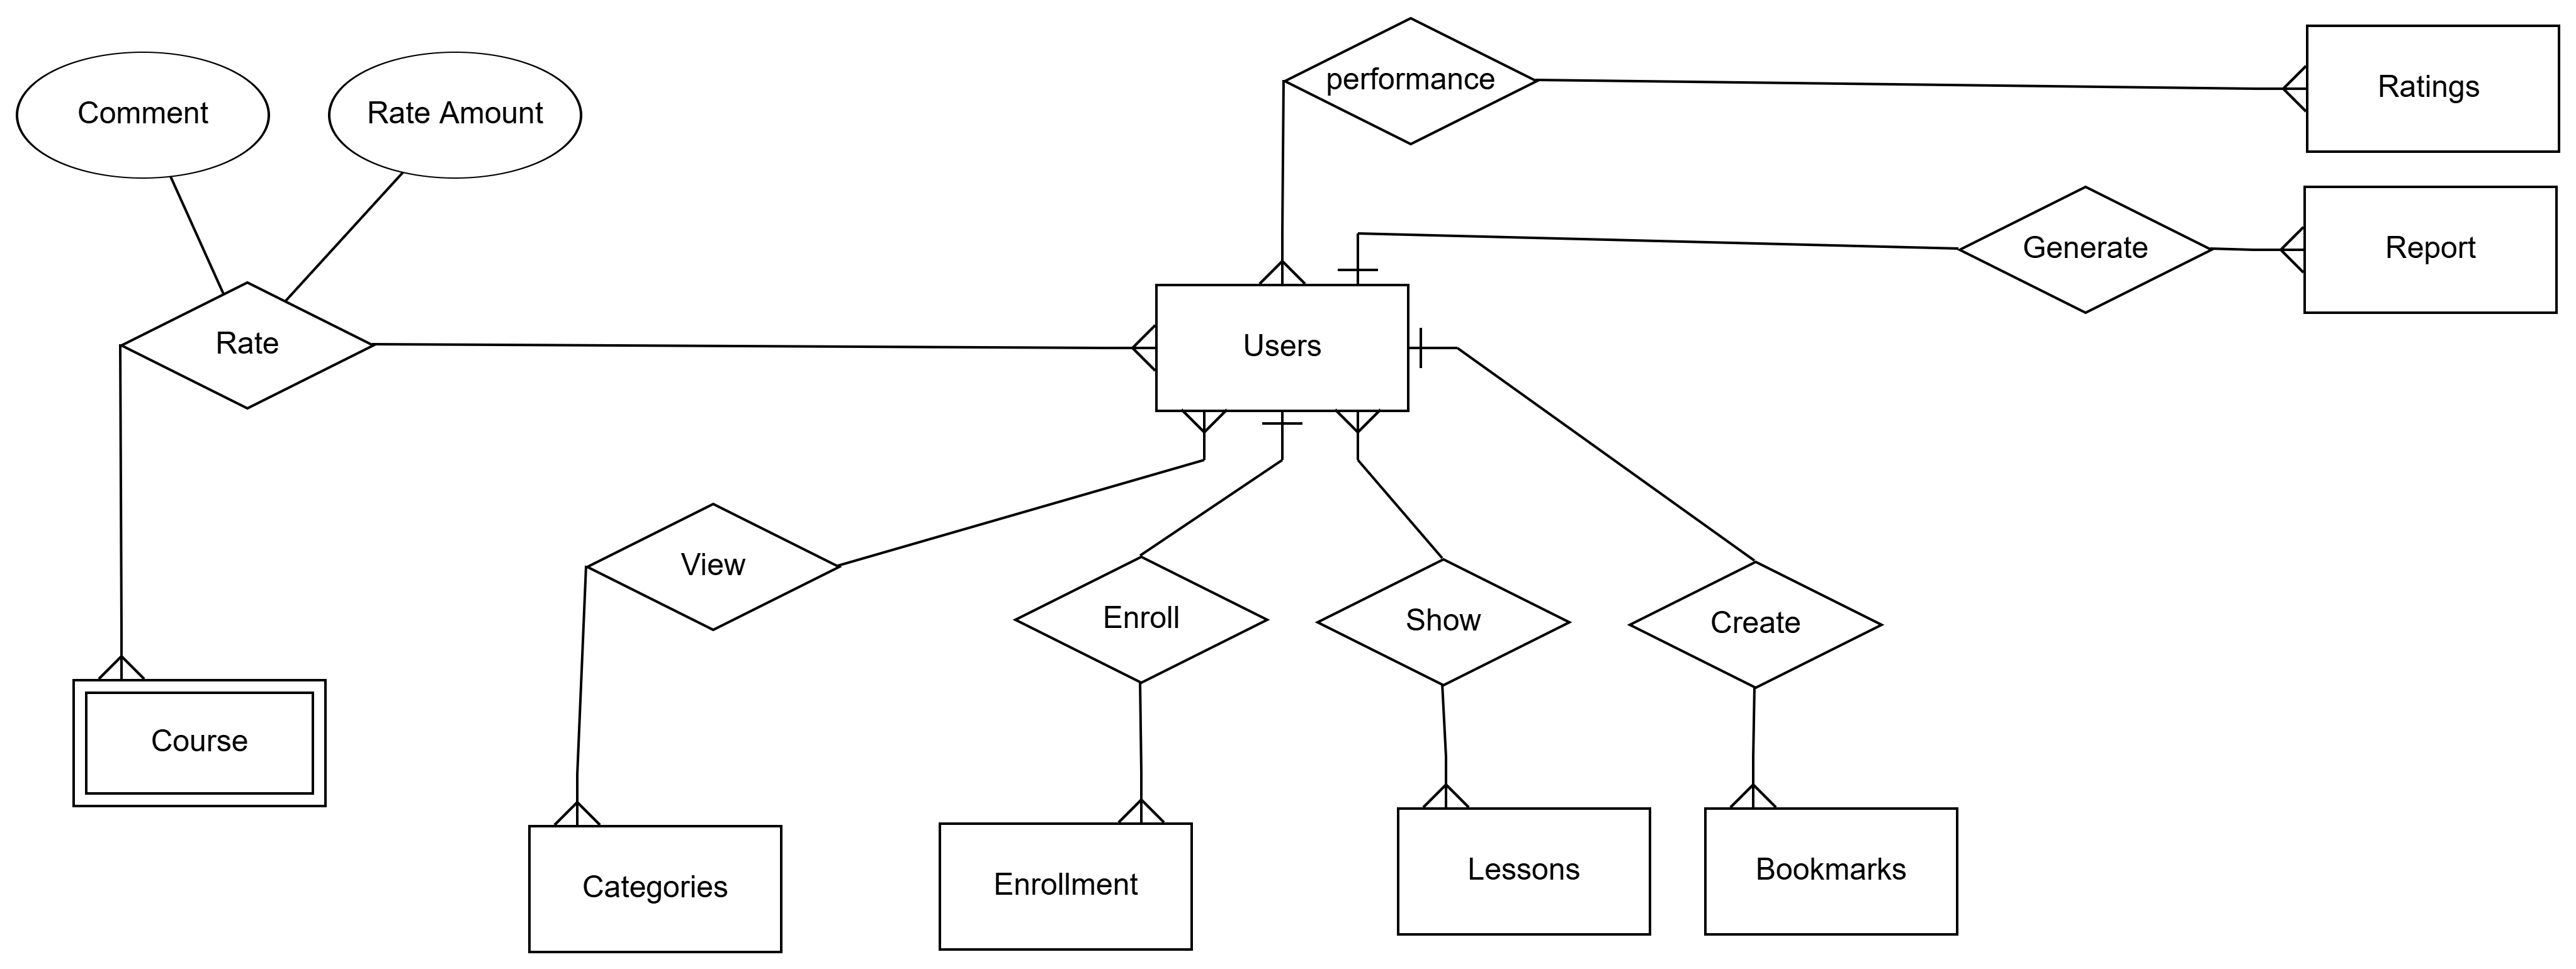 performance
Ratings
Comment
Rate Amount
Generate
Report
Rate
Users
View
Enroll
Show
Create
Course
Categories
Enrollment
Lessons
Bookmarks